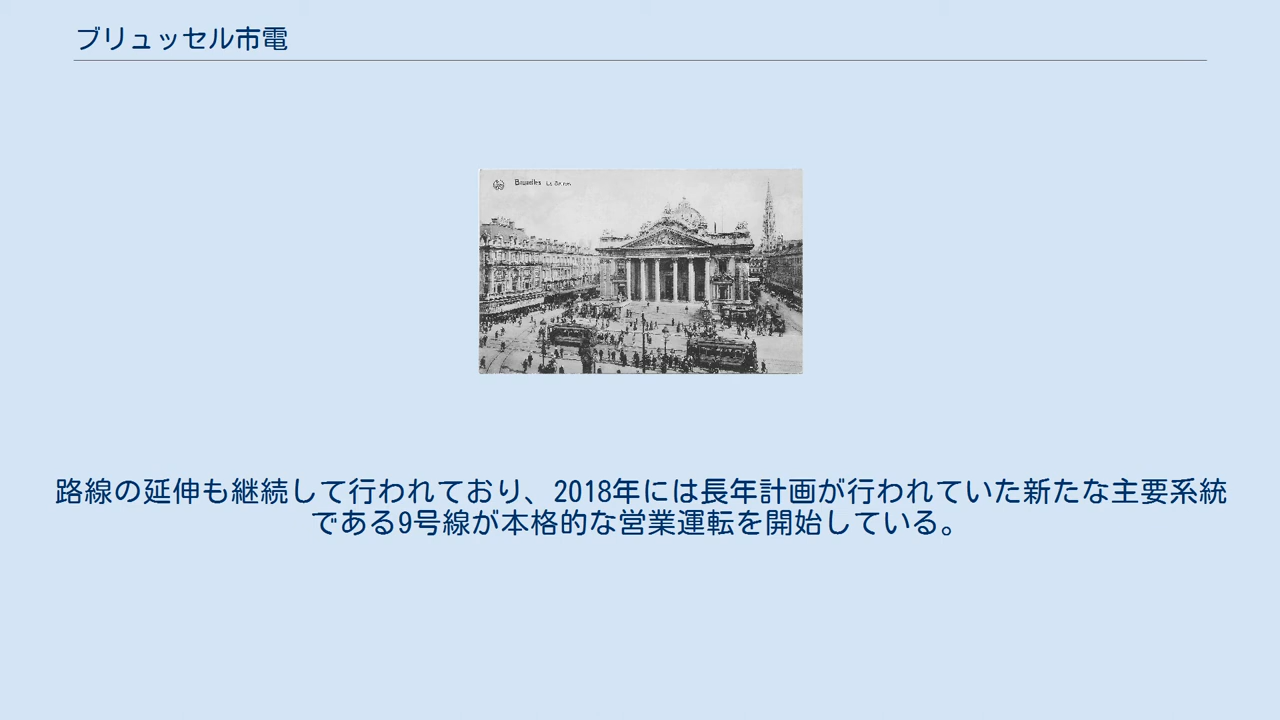 ブリュッセル市電
Bruxelles
路線の延伸も継続して行われており、2018年には長年計画が行われていた新たな主要系統
である9号線が本格的な営業運転を開始している。